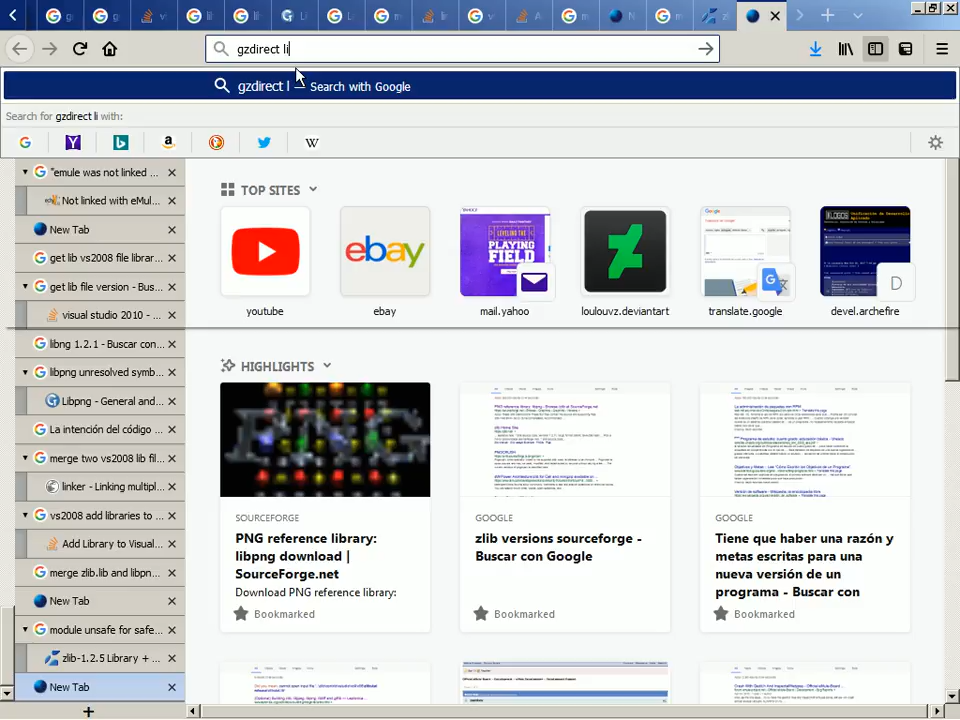 gzdirect li
gzdirect l — Search with Google
Search for gzdirect li with:
"emule was not linked ...
Not linked with eMul...
New Tab
get lib vs2008 file librar...
get lib file version - Bus...
visual studio 2010 - ...
libng 1.2.1 - Buscar con...
libpng unresolved symb...
Libpng - General and...
La intención del código ...
merge two vs2008 lib fil...
linker - Linking multipl...
vs2008 add libraries to ...
Add Library to Visual...
merge zlib.lib and libpn...
New Tab
module unsafe for safe...
zlib-1.2.5 Library + ...
New Tab
TOP SITES
YAHOO!
LEVELING THE
PLAYING
FIELD
Google
D
youtube
ebay
mail.yahoo
loulouvz.deviantart
translate.google
devel.archefire
HIGHLIGHTS
SOURCEFORGE
PNG reference library:
libpng download |
SourceForge.net
Download PNG reference library:
Bookmarked
GOOGLE
zlib versions sourceforge -
Buscar con Google
Bookmarked
GOOGLE
Tiene que haber una razón y
metas escritas para una
nueva versión de un
programa - Buscar con
Bookmarked